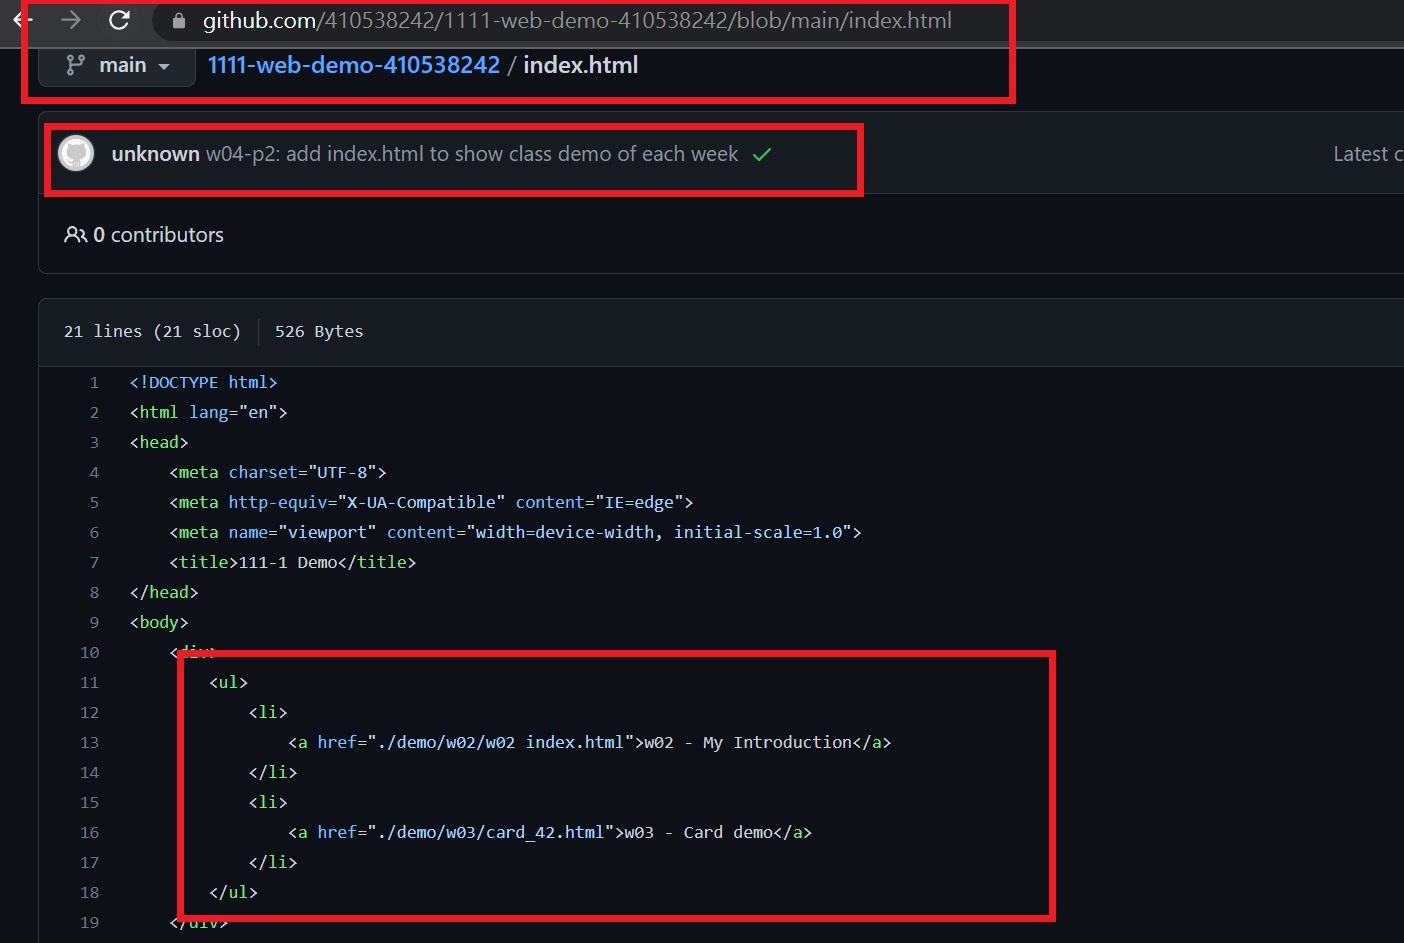 github.com/410538242/1111-web-demo-410538242/blob/main/index.html
main 1111-web-demo-410538242 / index.html
unknown w04-p2: add index.html to show class demo of each week Latest c
0 contributors
21 lines (21 sloc) 526 Bytes
1 <!DOCTYPE html>
2 <html lang="en">
3 <head>
4 <meta charset="UTF-8">
5 <meta http-equiv="X-UA-Compatible" content="IE=edge">
6 <meta name="viewport" content="width=device-width, initial-scale=1.0">
7 <title>111-1 Demo</title>
8 </head>
9 <body>
10 <div>
11 <ul>
12 <li>
13 <a href="./demo/w02/w02 index.html">w02 - My Introduction</a>
14 </li>
15 <li>
16 <a href="./demo/w03/card_42.html">w03 - Card demo</a>
17 </li>
18 </ul>
19 </div>